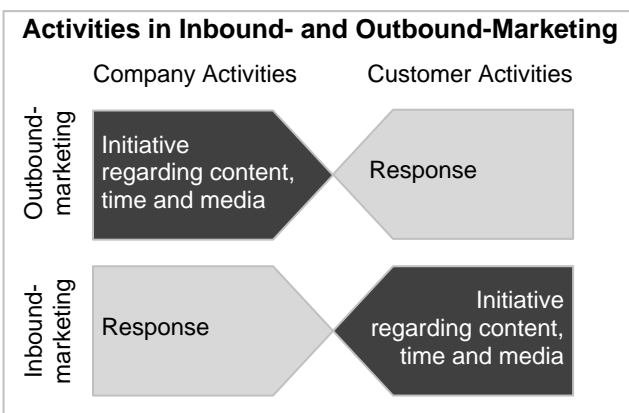 Activities in Inbound- and Outbound-Marketing
Company Activities
Customer Activities
Outbound-
marketing
Initiative
regarding content,
time and media
Response
Inbound-
marketing
Response
Initiative
regarding content,
time and media